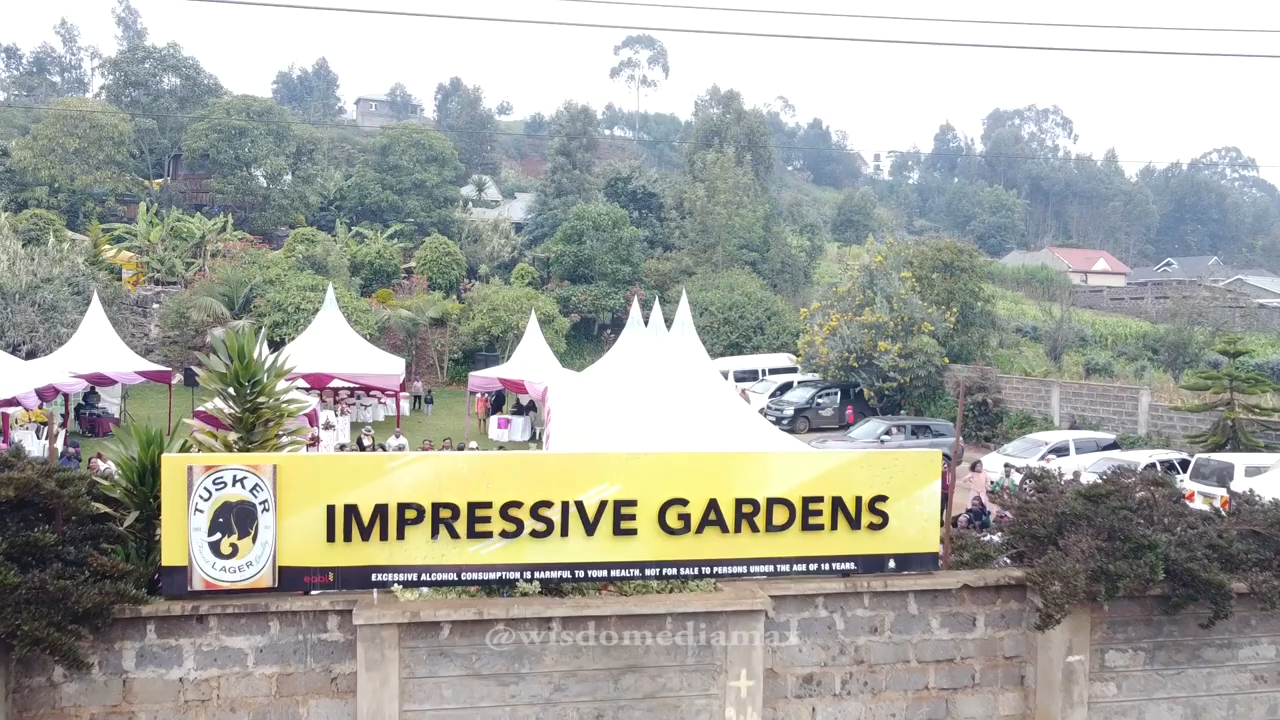 TUSKER
LAGER
IMPRESSIVE GARDENS
eabl
EXCESSIVE ALCOHOL CONSUMPTION IS HARMFUL TO YOUR HEALTH. NOT FOR SALE TO PERSONS UNDER THE AGE OF 18 YEARS.
@wisdomediamax